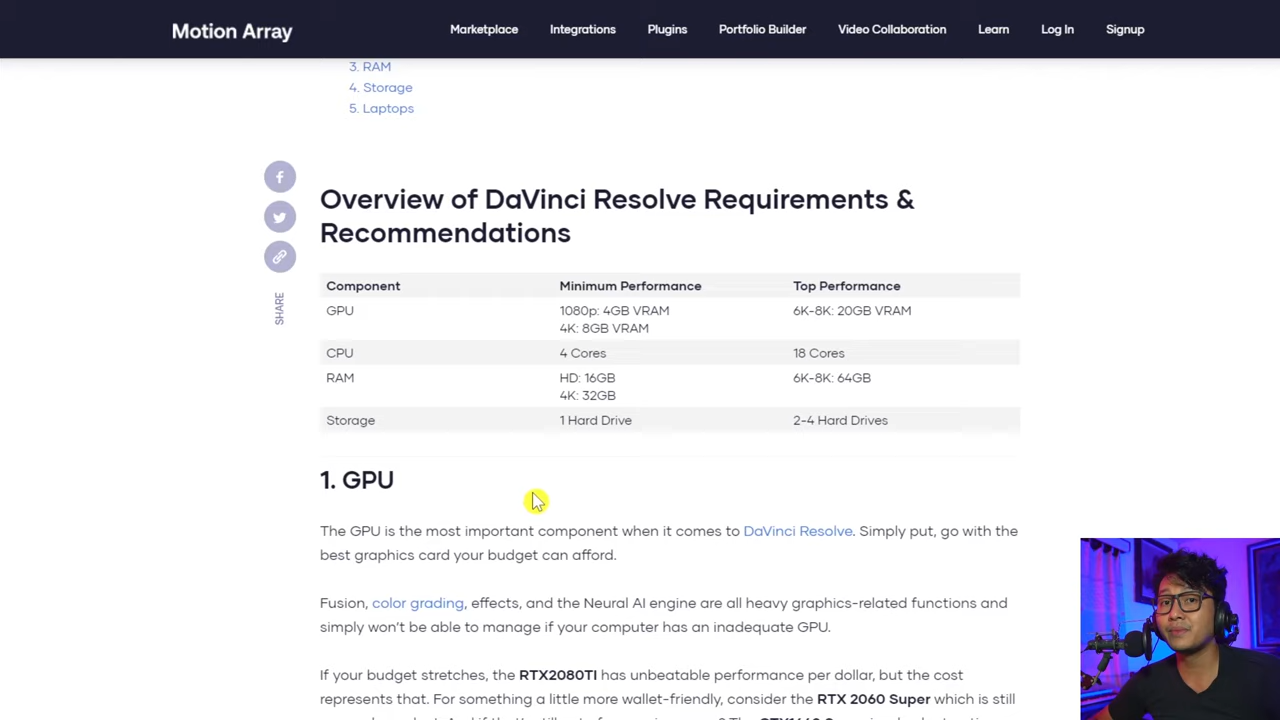 Motion Array
Marketplace Integrations Plugins Portfolio Builder Video Collaboration Learn Log In Signup
3. RAM
4. Storage
5. Laptops
SHARE
Overview of DaVinci Resolve Requirements &
Recommendations
Component Minimum Performance Top Performance
GPU 1080p: 4GB VRAM 6K-8K: 20GB VRAM
4K: 8GB VRAM
CPU 4 Cores 18 Cores
RAM HD: 16GB 6K-8K: 64GB
4K: 32GB
Storage 1 Hard Drive 2-4 Hard Drives
1. GPU
The GPU is the most important component when it comes to DaVinci Resolve. Simply put, go with the
best graphics card your budget can afford.
Fusion, color grading, effects, and the Neural AI engine are all heavy graphics-related functions and
simply won't be able to manage if your computer has an inadequate GPU.
If your budget stretches, the RTX2080TI has unbeatable performance per dollar, but the cost
represents that. For something a little more wallet-friendly, consider the RTX 2060 Super which is still